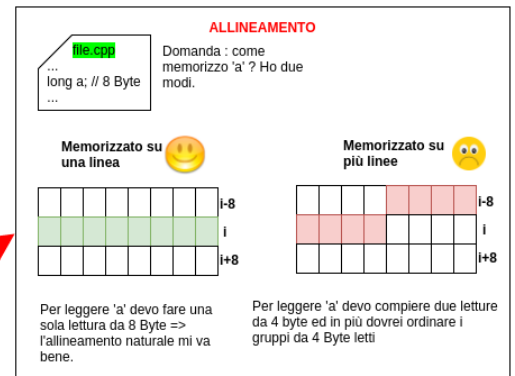 ALLINEAMENTO
file.cpp
...
long a; // 8 Byte
...
Domanda : come
memorizzo 'a' ? Ho due
modi.
Memorizzato su
una linea
i-8
i
i+8
Memorizzato su
più linee
i-8
i
i+8
Per leggere 'a' devo fare una
sola lettura da 8 Byte =>
l'allineamento naturale mi va
bene.
Per leggere 'a' devo compiere due letture
da 4 byte ed in più dovrei ordinare i
gruppi da 4 Byte letti